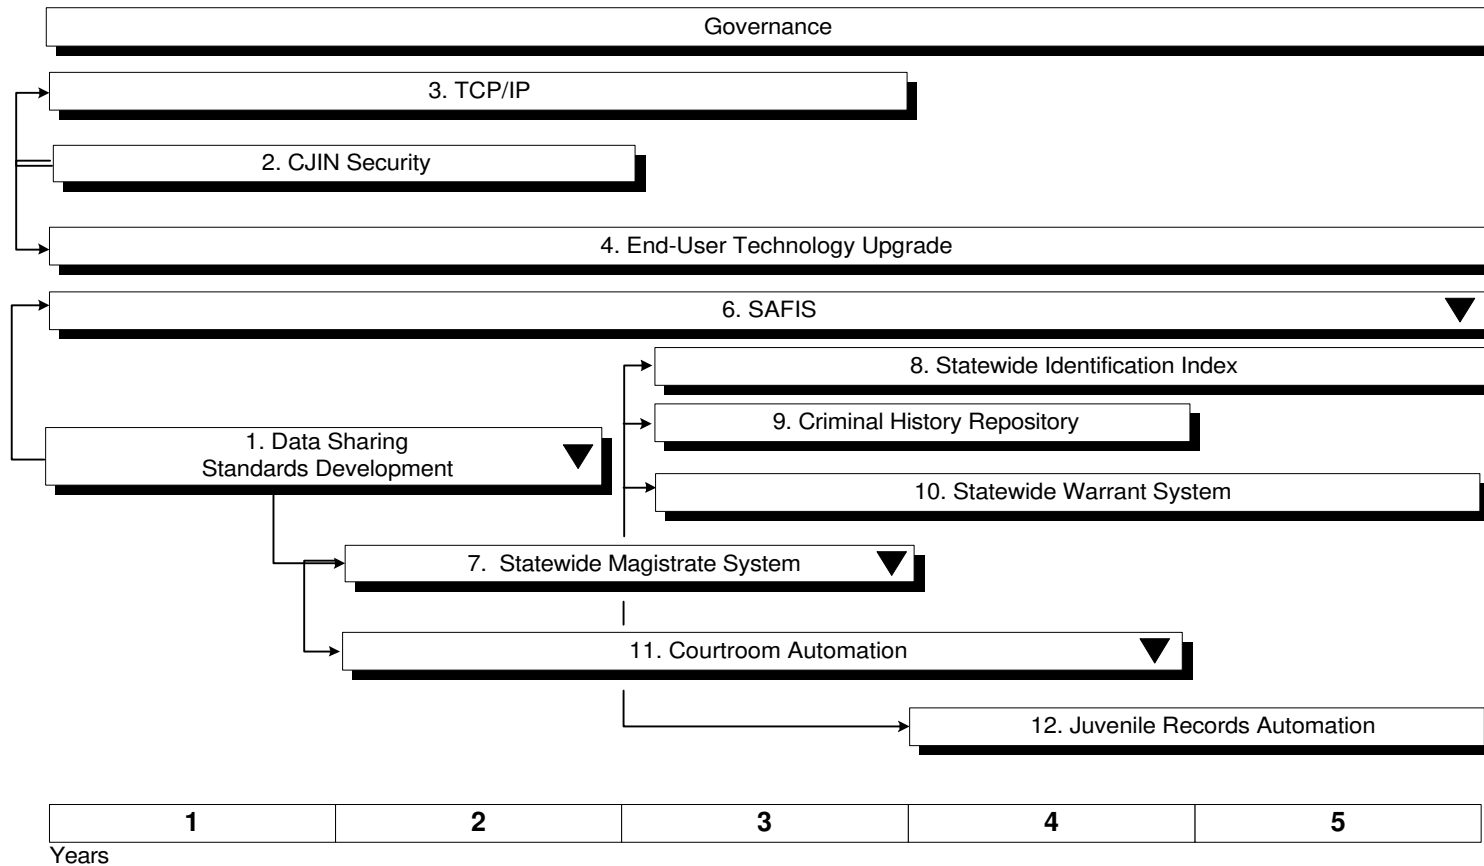 Governance
3. TCP/IP
2. CJIN Security
4. End-User Technology Upgrade
6. SAFIS
8. Statewide Identification Index
9. Criminal History Repository
1. Data Sharing
Standards Development
10. Statewide Warrant System
7. Statewide Magistrate System
11. Courtroom Automation
12. Juvenile Records Automation
1 2 3 4 5
Years